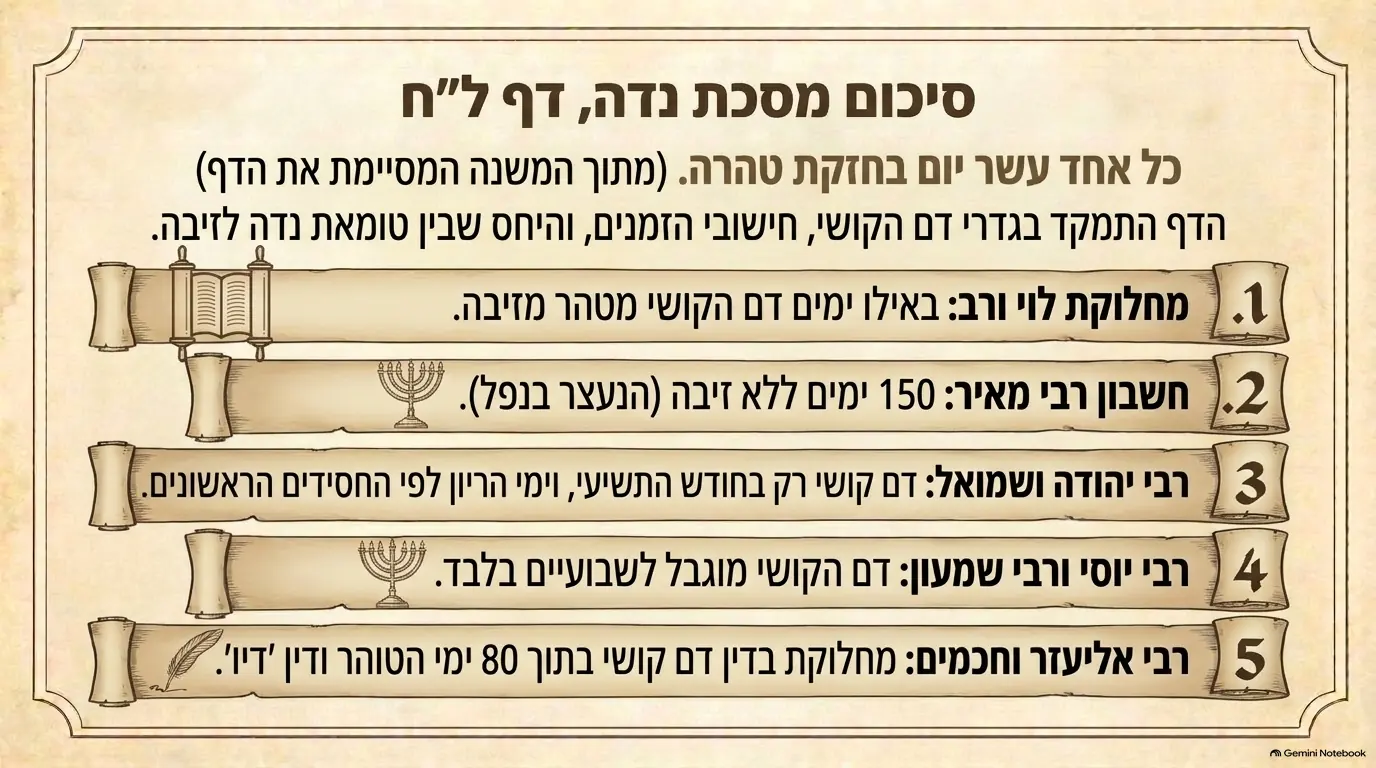 סיכום מסכת נדה, דף ל"ח
כל אחד עשר יום בחזקת טהרה. (מתוך המשנה המסיימת את הדף)
הדף התמקד בגדרי דם הקושי, חישובי הזמנים, והיחס שבין טומאת נדה לזיבה.
1. מחלוקת לוי ורב: באילו ימים דם הקושי מטהר מזיבה.
2. חשבון רבי מאיר: 150 ימים ללא זיבה (הנעצר בנפל).
3 רבי יהודה ושמואל: דם קושי רק בחודש התשיעי, וימי הריון לפי החסידים הראשונים.
4 רבי יוסי ורבי שמעון: דם הקושי מוגבל לשבועיים בלבד.
5 רבי אליעזר וחכמים: מחלוקת בדין דם קושי בתוך 80 ימי הטוהר ודין 'דיו'.
Gemini Notebook